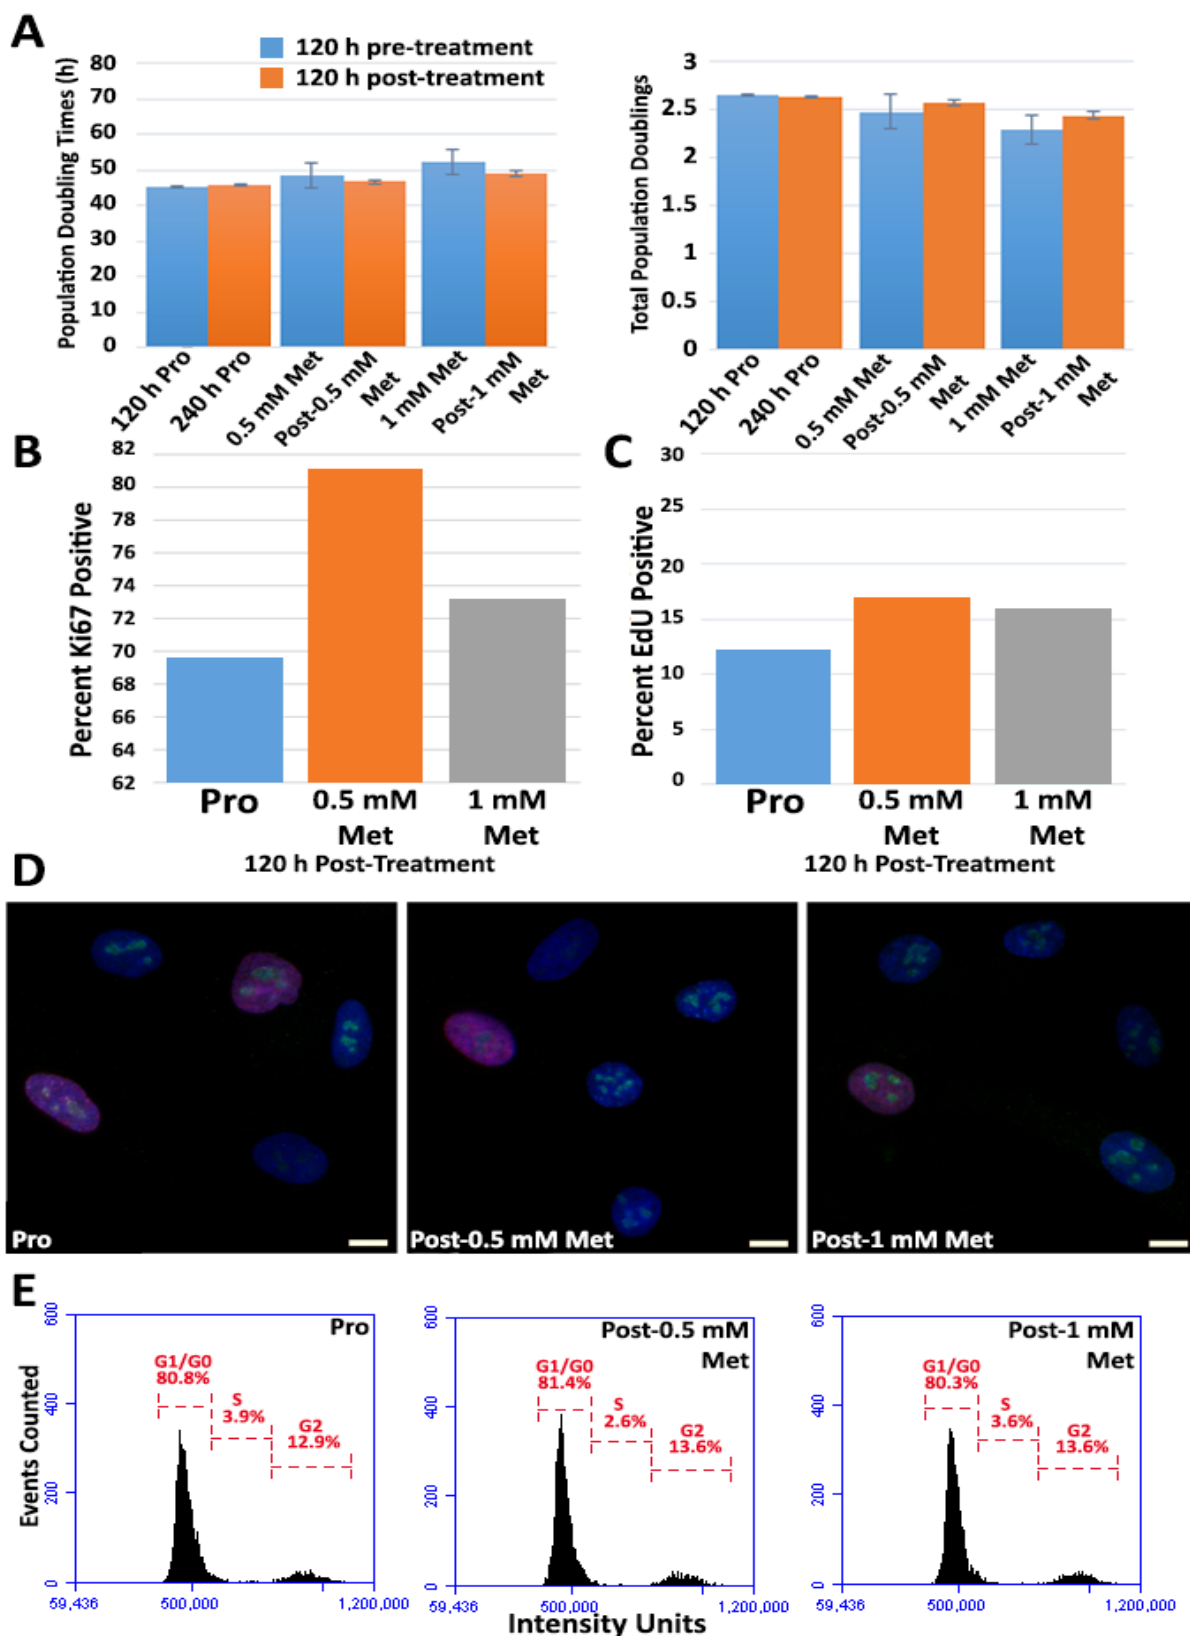 A
120 h pre-treatment
120 h post-treatment
Population Doubling Times (h)
80
70
60
50
40
30
20
10
0
120 h Pro
240 h Pro
0.5 mM Met
Post-0.5 mM
Met
1 mM Met
Post-1 mM
Met
Total Population Doublings
3
2.5
2
1.5
1
0.5
0
120 h Pro
240 h Pro
0.5 mM Met
Post-0.5 mM
Met
1 mM Met
Post-1 mM
Met
B
Percent Ki67 Positive
82
80
78
76
74
72
70
68
66
64
62
Pro
0.5 mM
Met
1 mM
Met
120 h Post-Treatment
C
Percent EdU Positive
30
25
20
15
10
5
0
Pro
0.5 mM
Met
1 mM
Met
120 h Post-Treatment
D
Pro
Post-0.5 mM Met
Post-1 mM Met
E
Events Counted
600
400
200
0
Pro
G1/G0
80.8%
S
3.9%
G2
12.9%
59,436
500,000
1,200,000
600
400
200
0
Post-0.5 mM
Met
G1/G0
81.4%
S
2.6%
G2
13.6%
59,436
500,000
1,200,000
600
400
200
0
Post-1 mM
Met
G1/G0
80.3%
S
3.6%
G2
13.6%
59,436
500,000
1,200,000
Intensity Units